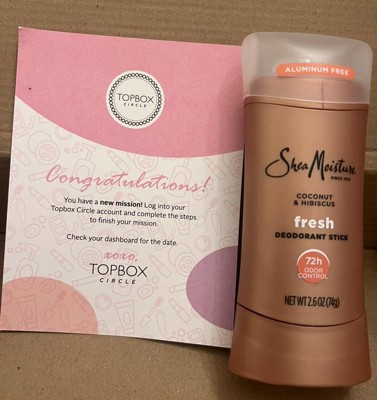 TOPBOX
CIRCLE
Congratulations!
You have a new mission! Log into your
Topbox Circle account and complete the steps
to finish your mission.
Check your dashboard for the date.
xoxo,
TOPBOX
CIRCLE
ALUMINUM FREE
SheaMoisture
COCONUT
& HIBISCUS
fresh
DEODORANT STICK
72h
ODOR
CONTROL
NET WT 2.6 OZ (74g)